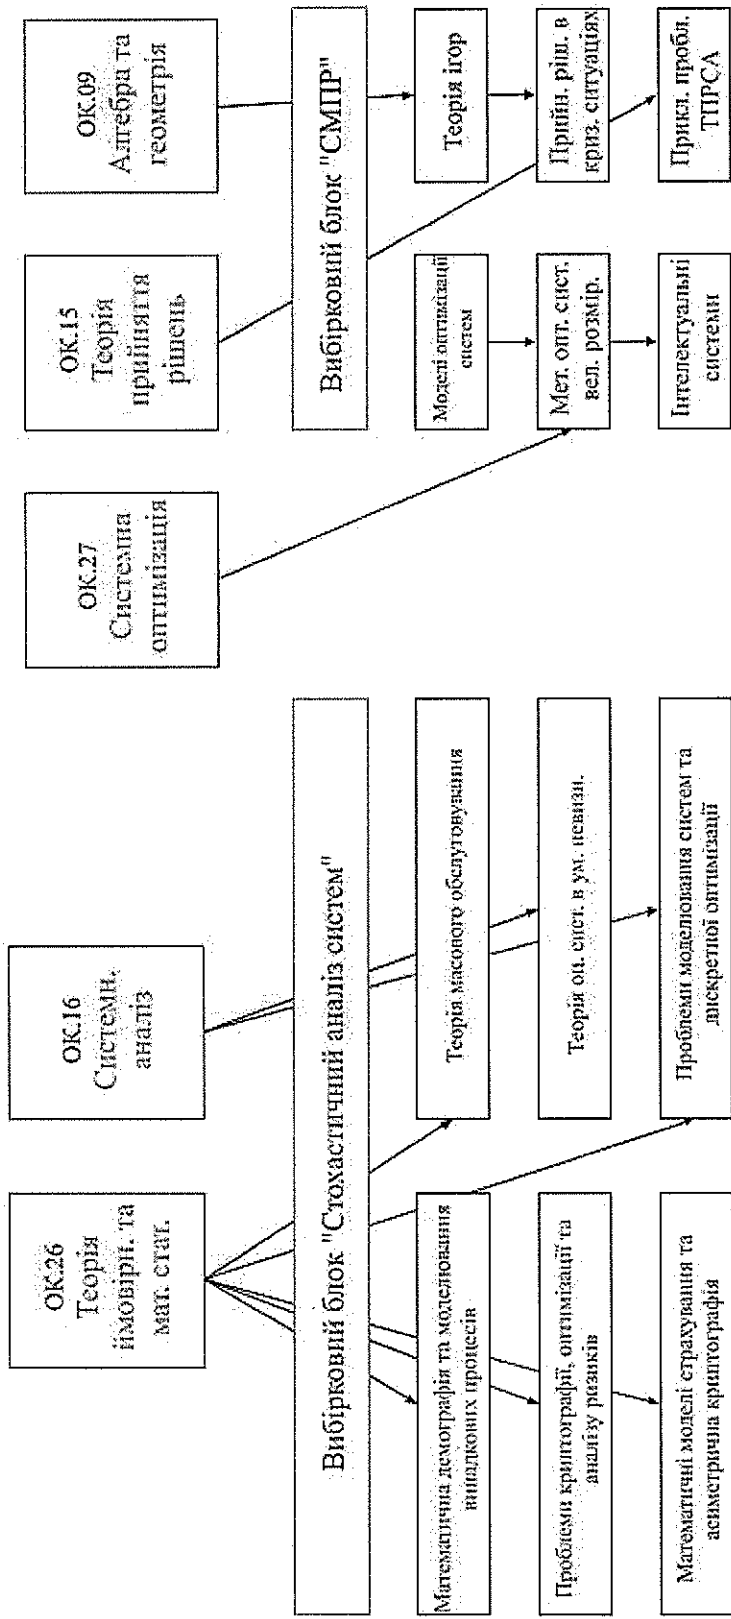 ОК.26
Теорія
ймовірн. та
мат. стат.
ОК.16
Системн.
аналіз
ОК.27
Системна
оптимізація
ОК.15
Теорія
прийняття
рішень
ОК.09
Алгебра та
геометрія
Вибірковий блок "Стохастичний аналіз систем"
Вибірковий блок "СМПР"
Математична демографія та моделювання
випадкових процесів
Теорія масового обслуговування
Моделі оптимізації
систем
Теорія ігор
Проблеми криптографії, оптимізації та
аналізу ризиків
Теорія оп. сист. в ум. невизн.
Мет. опт. сист.
вел. розмір.
Прийн. ріш. в
криз. ситуаціях
Математичні моделі страхування та
асиметрична криптографія
Проблеми моделювання систем та
дискретної оптимізації
Інтелектуальні
системи
Прикл. пробл.
ТПРСА